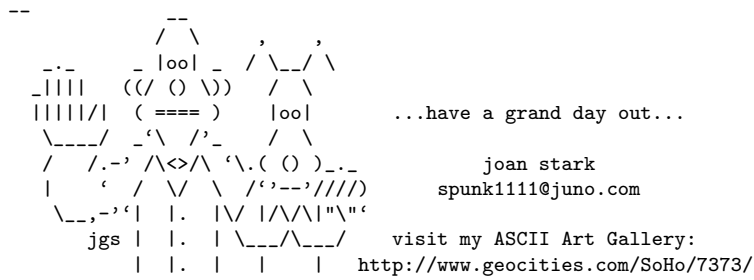 ...have a grand day out...
joan stark
spunk1111@juno.com
jgs
visit my ASCII Art Gallery:
http://www.geocities.com/SoHo/7373/